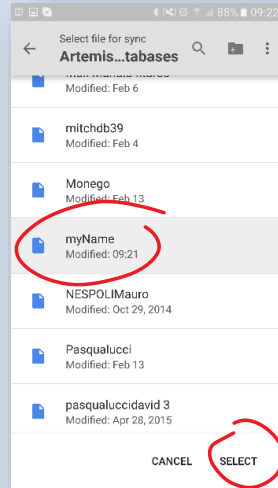 88% 09:22
Select file for sync
Artemis...tabases
Modified: Feb 6
mitchdb39
Modified: Feb 4
Monego
Modified: Feb 13
myName
Modified: 09:21
NESPOLIMauro
Modified: Oct 29, 2014
Pasqualucci
Modified: Feb 13
pasqualuccidavid 3
Modified: Apr 28, 2015
CANCEL SELECT